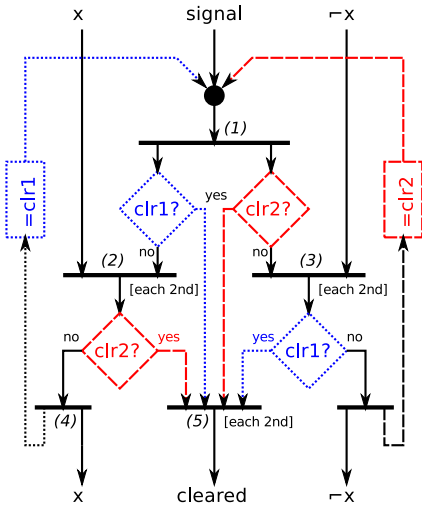 x signal ⌐x
(1)
=clr1 clr1? yes clr2? =clr2
no no
(2) (3)
[each 2nd] [each 2nd]
no clr2? yes yes clr1? no
(4) (5) [each 2nd]
x cleared ⌐x